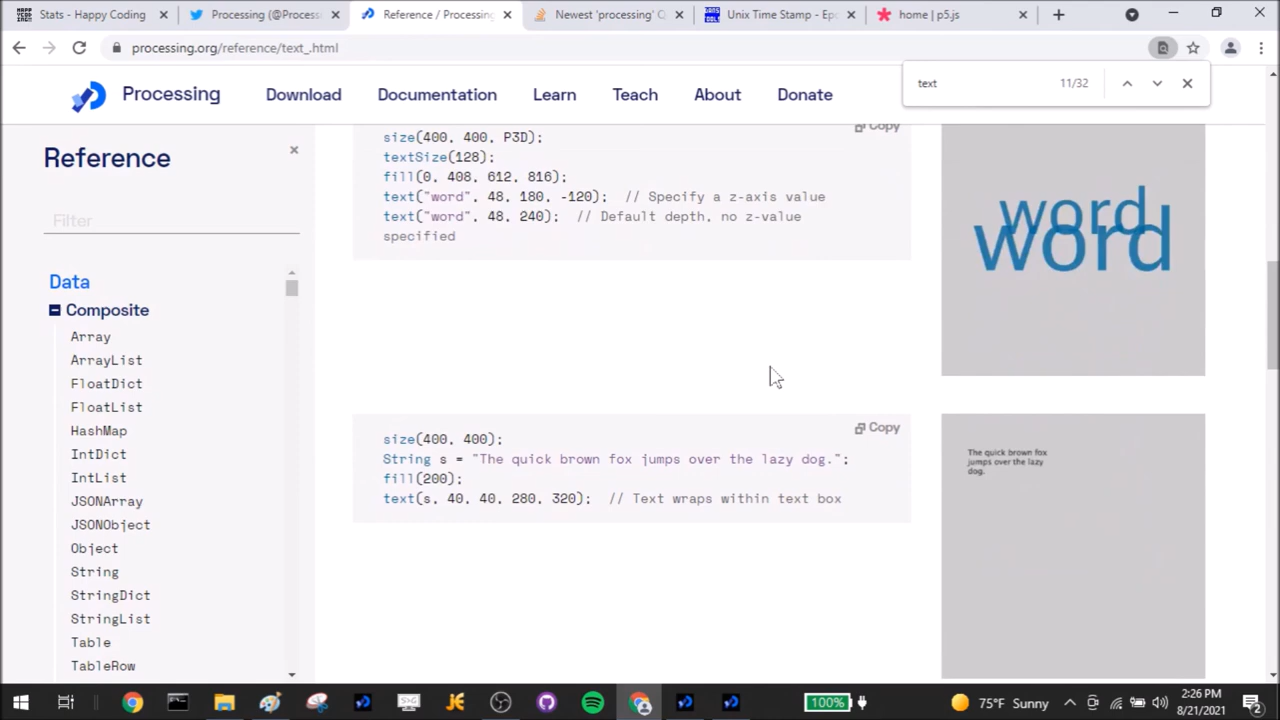 Stats - Happy Coding
Processing (@Process
Reference / Processing
Newest 'processing' Q
Unix Time Stamp - Epo
home | p5.js
processing.org/reference/text_.html
text
11/32
Processing
Download
Documentation
Learn
Teach
About
Donate
Reference
Filter
Data
Composite
Array
ArrayList
FloatDict
FloatList
HashMap
IntDict
IntList
JSONArray
JSONObject
Object
String
StringDict
StringList
Table
TableRow
Copy
size(400, 400, P3D);
textSize(128);
fill(0, 408, 612, 816);
text("word", 48, 180, -120);  // Specify a z-axis value
text("word", 48, 240);  // Default depth, no z-value
specified
word
word
Copy
size(400, 400);
String s = "The quick brown fox jumps over the lazy dog.";
fill(200);
text(s, 40, 40, 280, 320);  // Text wraps within text box
The quick brown fox
jumps over the lazy
dog.
100%
75°F Sunny
2:26 PM
8/21/2021
2